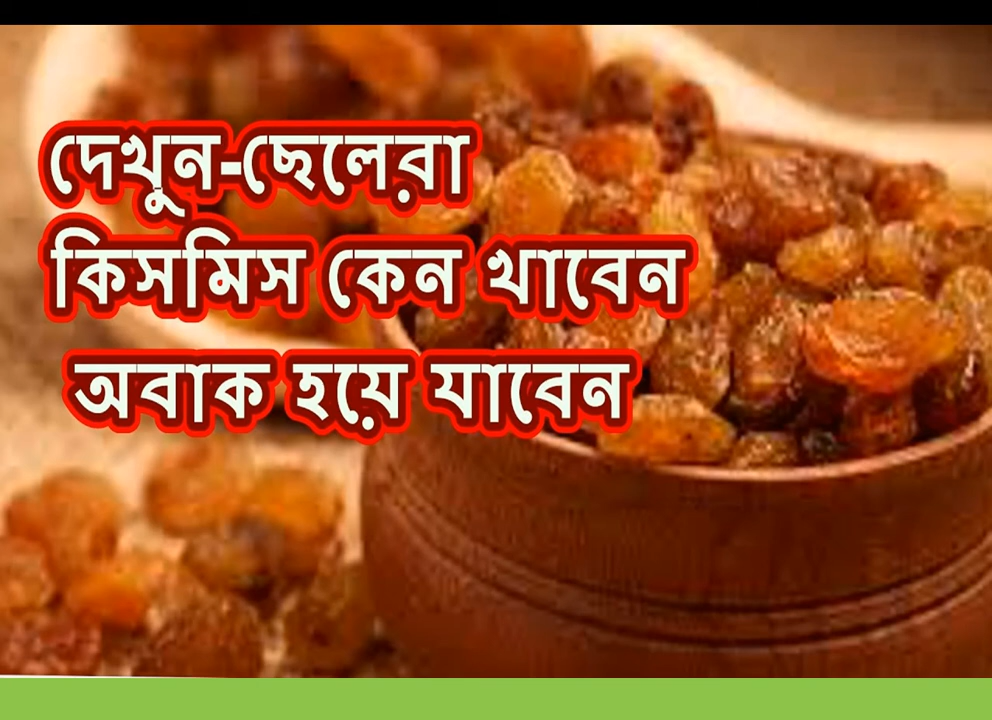 দেখুন-ছেলেরা
কিসমিস কেন খাবেন
অবাক হয়ে যাবেন